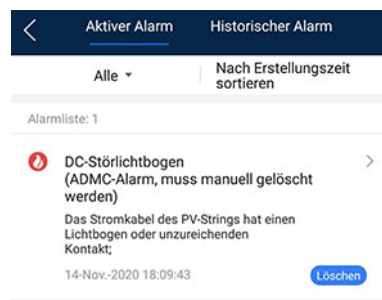 Aktiver Alarm Historischer Alarm
Alle Nach Erstellungszeit
sortieren
Alarmliste: 1
DC-Störlichtbogen
(ADMC-Alarm, muss manuell gelöscht
werden)
Das Stromkabel des PV-Strings hat einen
Lichtbogen oder unzureichenden
Kontakt;
14-Nov.-2020 18:09:43 Löschen